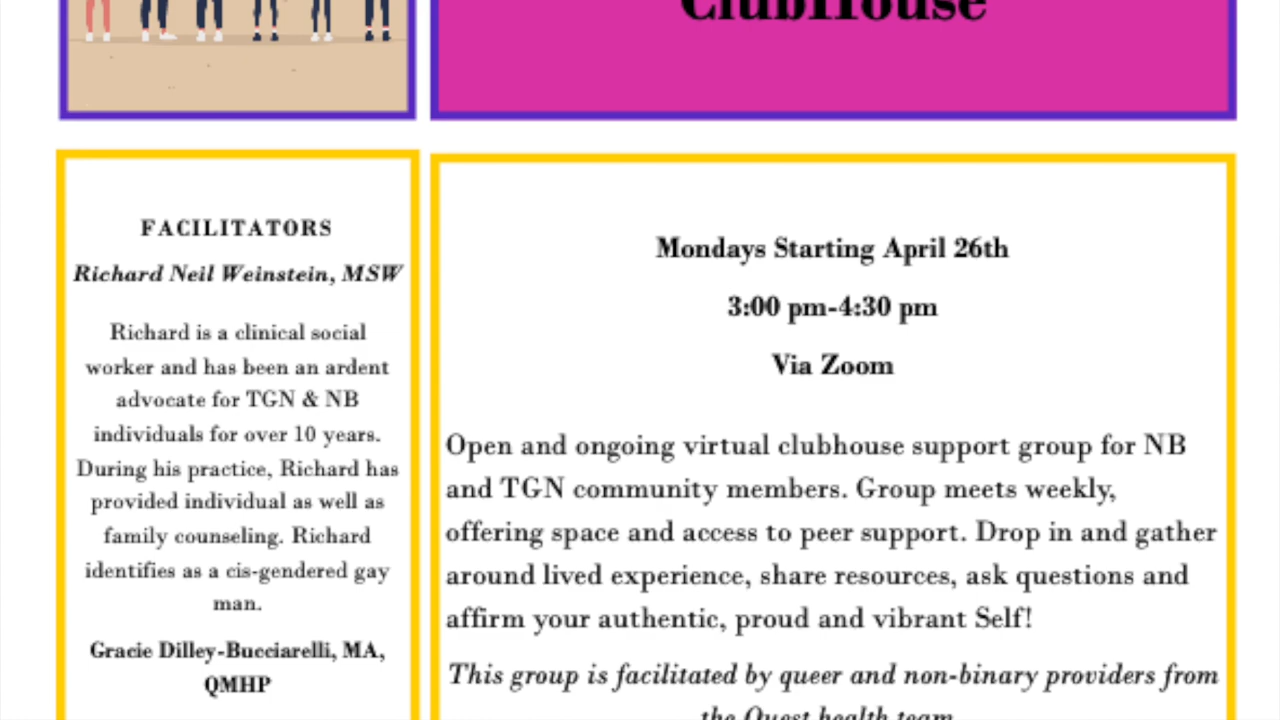 ClubHouse
FACILITATORS
Richard Neil Weinstein, MSW
Richard is a clinical social
worker and has been an ardent
advocate for TGN & NB
individuals for over 10 years.
During his practice, Richard has
provided individual as well as
family counseling. Richard
identifies as a cis-gendered gay
man.
Gracie Dilley-Bucciarelli, MA,
QMHP
Mondays Starting April 26th
3:00 pm-4:30 pm
Via Zoom
Open and ongoing virtual clubhouse support group for NB
and TGN community members. Group meets weekly,
offering space and access to peer support. Drop in and gather
around lived experience, share resources, ask questions and
affirm your authentic, proud and vibrant Self!
This group is facilitated by queer and non-binary providers from
the Quest health team